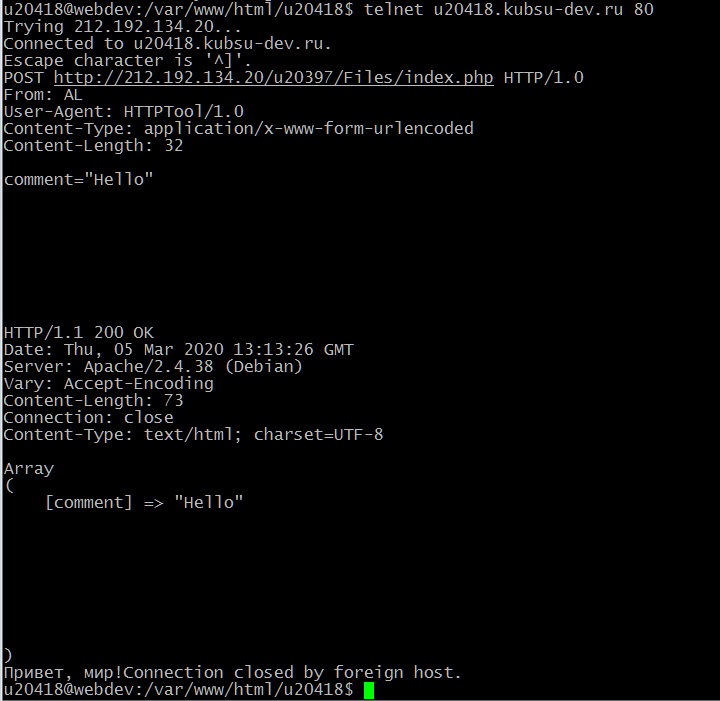 u20418@webdev:/var/www/html/u20418$ telnet u20418.kubsu-dev.ru 80
Trying 212.192.134.20...
Connected to u20418.kubsu-dev.ru.
Escape character is '^]'.
POST http://212.192.134.20/u20397/Files/index.php HTTP/1.0
From: AL
User-Agent: HTTPTool/1.0
Content-Type: application/x-www-form-urlencoded
Content-Length: 32
comment="Hello"
HTTP/1.1 200 OK
Date: Thu, 05 Mar 2020 13:13:26 GMT
Server: Apache/2.4.38 (Debian)
Vary: Accept-Encoding
Content-Length: 73
Connection: close
Content-Type: text/html; charset=UTF-8
Array
(
    [comment] => "Hello"
)
Привет, мир!Connection closed by foreign host.
u20418@webdev:/var/www/html/u20418$